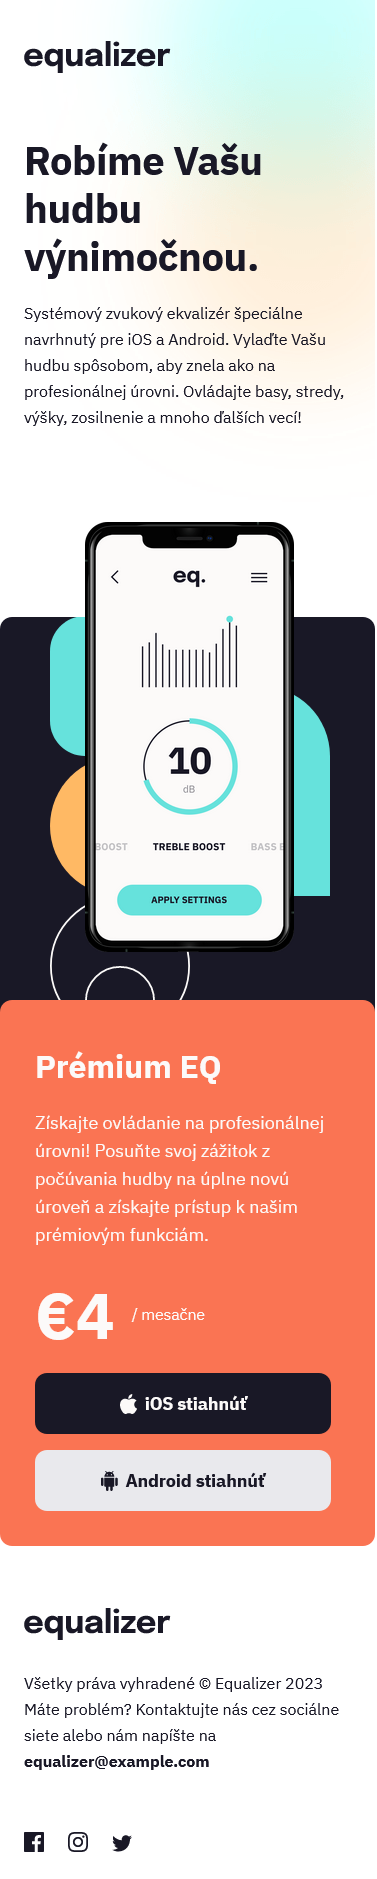 equalizer
Robíme Vašu
hudbu
výnimočnou.
Systémový zvukový ekvalizér špeciálne
navrhnutý pre iOS a Android. Vylaďte Vašu
hudbu spôsobom, aby znela ako na
profesionálnej úrovni. Ovládajte basy, stredy,
výšky, zosilnenie a mnoho ďalších vecí!
eq.
10
dB
BOOST TREBLE BOOST BASS
APPLY SETTINGS
Prémium EQ
Získajte ovládanie na profesionálnej
úrovni! Posuňte svoj zážitok z
počúvania hudby na úplne novú
úroveň a získajte prístup k našim
prémiovým funkciám.
€4 / mesačne
iOS stiahnúť
Android stiahnúť
equalizer
Všetky práva vyhradené © Equalizer 2023
Máte problém? Kontaktujte nás cez sociálne
siete alebo nám napíšte na
equalizer@example.com